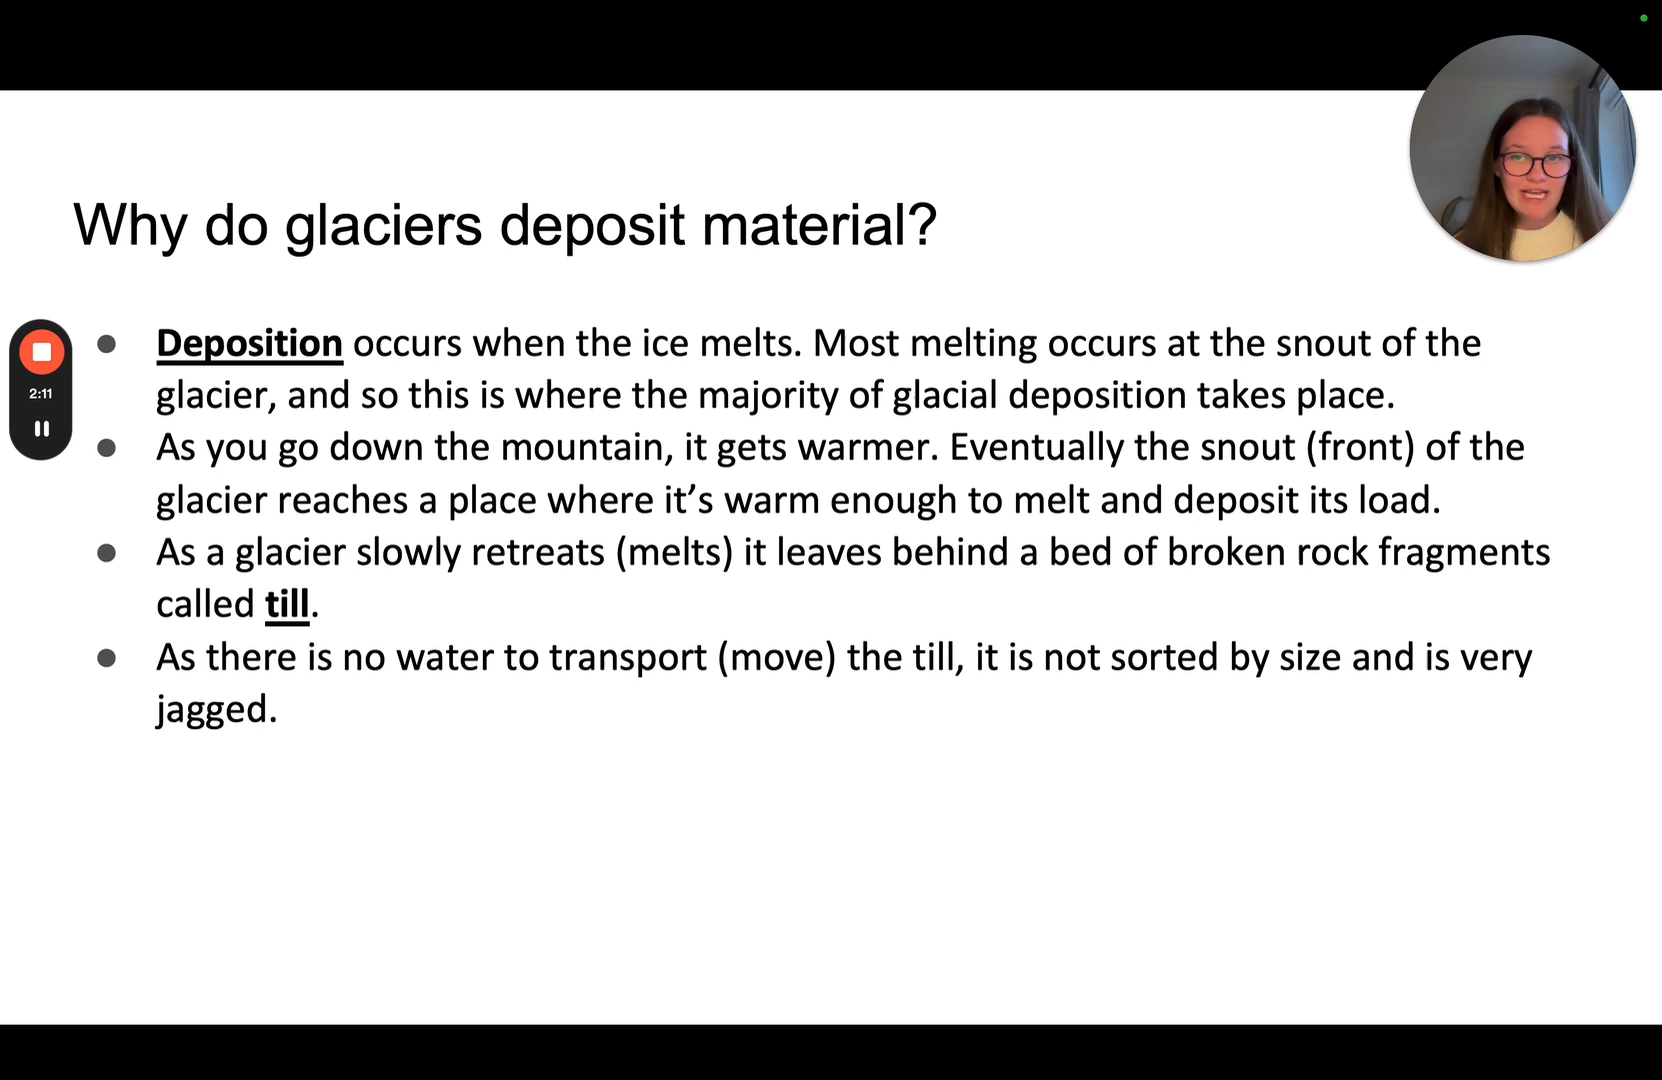 Why do glaciers deposit material?
Deposition occurs when the ice melts. Most melting occurs at the snout of the
glacier, and so this is where the majority of glacial deposition takes place.
As you go down the mountain, it gets warmer. Eventually the snout (front) of the
glacier reaches a place where it’s warm enough to melt and deposit its load.
As a glacier slowly retreats (melts) it leaves behind a bed of broken rock fragments
called till.
As there is no water to transport (move) the till, it is not sorted by size and is very
jagged.
2:11